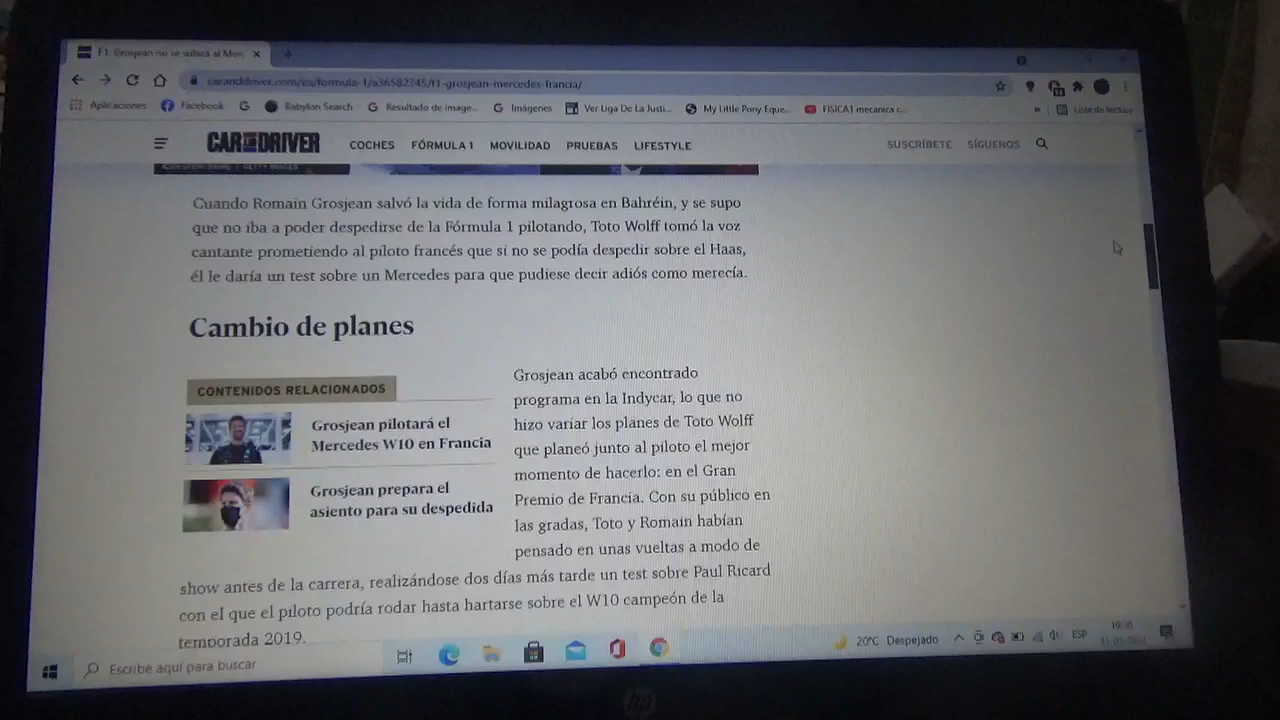 F1: Grosjean no se subirá al Merc
caranddriver.com/es/formula-1/a36582345/f1-grosjean-mercedes-francia/
Aplicaciones Facebook Babylon Search Resultado de image... Imágenes Ver Liga De La Justi... My Little Pony Eque... FISICA1 mecanica c... » Lista de lectura
CAR AND DRIVER COCHES FÓRMULA 1 MOVILIDAD PRUEBAS LIFESTYLE SUSCRÍBETE SÍGUENOS
Cuando Romain Grosjean salvó la vida de forma milagrosa en Bahréin, y se supo
que no iba a poder despedirse de la Fórmula 1 pilotando, Toto Wolff tomó la voz
cantante prometiendo al piloto francés que si no se podía despedir sobre el Haas,
él le daría un test sobre un Mercedes para que pudiese decir adiós como merecía.
Cambio de planes
CONTENIDOS RELACIONADOS
Grosjean pilotará el
Mercedes W10 en Francia
Grosjean prepara el
asiento para su despedida
Grosjean acabó encontrado
programa en la Indycar, lo que no
hizo variar los planes de Toto Wolff
que planeó junto al piloto el mejor
momento de hacerlo: en el Gran
Premio de Francia. Con su público en
las gradas, Toto y Romain habían
pensado en unas vueltas a modo de
show antes de la carrera, realizándose dos días más tarde un test sobre Paul Ricard
con el que el piloto podría rodar hasta hartarse sobre el W10 campeón de la
temporada 2019.
Escribe aquí para buscar
20°C Despejado
ESP
hp